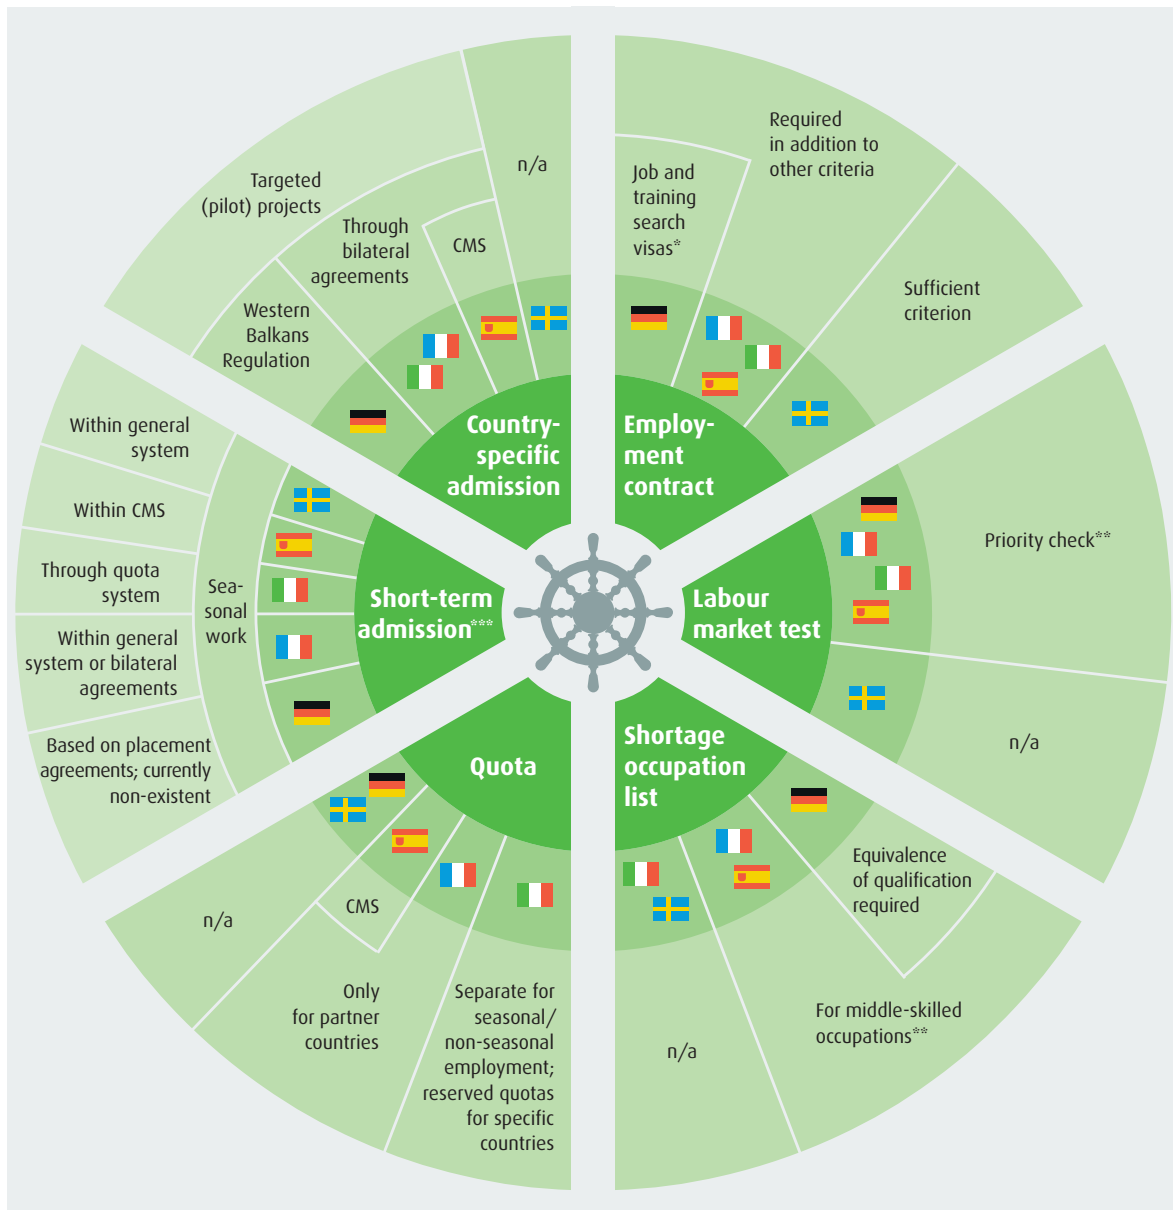 Country-
specific
admission
n/a
Targeted
(pilot) projects
Through
bilateral
agreements
CMS
Western
Balkans
Regulation
Employ-
ment
contract
Job and
training
search
visas*
Required
in addition to
other criteria
Sufficient
criterion
Labour
market test
Priority check**
n/a
Shortage
occupation
list
Equivalence
of qualification
required
For middle-skilled
occupations**
n/a
Quota
Separate for
seasonal/
non-seasonal
employment;
reserved quotas
for specific
countries
Only
for partner
countries
CMS
n/a
Short-term
admission***
Sea-
sonal
work
Within general
system
Within CMS
Through quota
system
Within general
system or bilateral
agreements
Based on placement
agreements; currently
non-existent